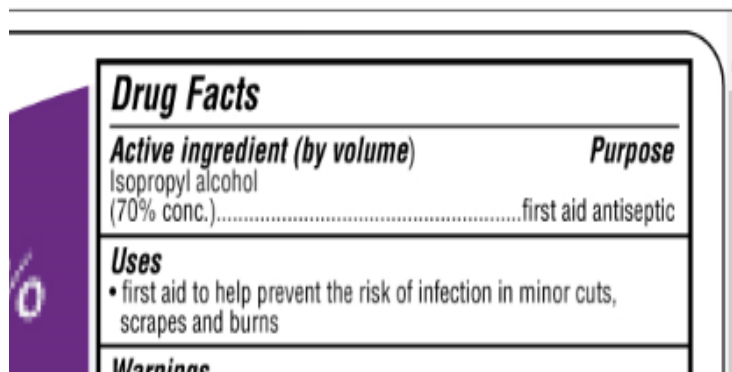 Drug Facts
Active ingredient (by volume) Purpose
Isopropyl alcohol
(70% conc.)........................................................first aid antiseptic
Uses
• first aid to help prevent the risk of infection in minor cuts,
scrapes and burns
%
Warnings